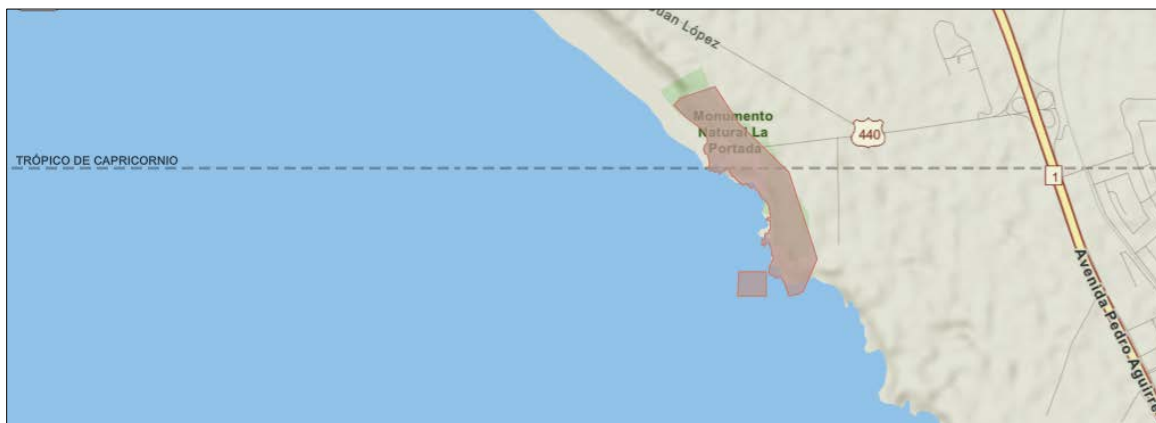 Juan López
Monumento
Natural La
Portada
440
TRÓPICO DE CAPRICORNIO
1
Avenida Pedro Aguirre